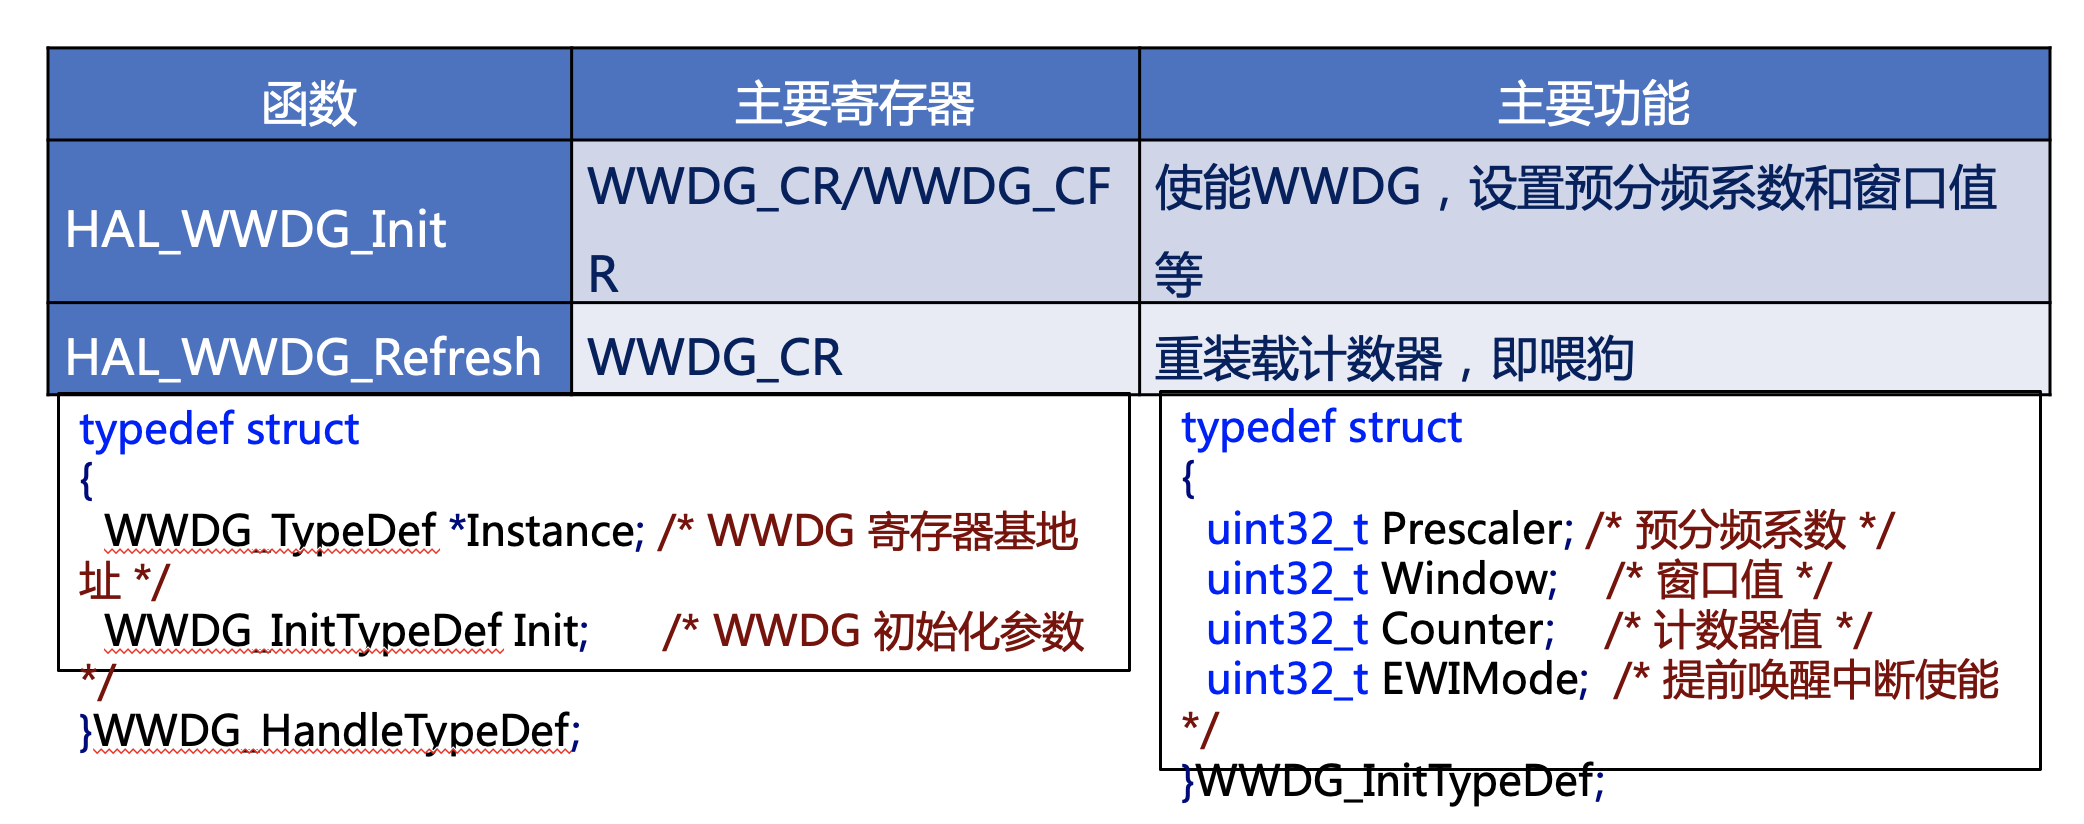 函数 主要寄存器 主要功能
HAL_WWDG_Init
WWDG_CR/WWDG_CF
R
使能WWDG，设置预分频系数和窗口值
等
HAL_WWDG_Refresh WWDG_CR 重装载计数器，即喂狗
typedef struct
{
WWDG_TypeDef *Instance; /* WWDG 寄存器基地
址 */
WWDG_InitTypeDef Init; /* WWDG 初始化参数
*/
}WWDG_HandleTypeDef;
typedef struct
{
uint32_t Prescaler; /* 预分频系数 */
uint32_t Window; /* 窗口值 */
uint32_t Counter; /* 计数器值 */
uint32_t EWIMode; /* 提前唤醒中断使能
*/
}WWDG_InitTypeDef;